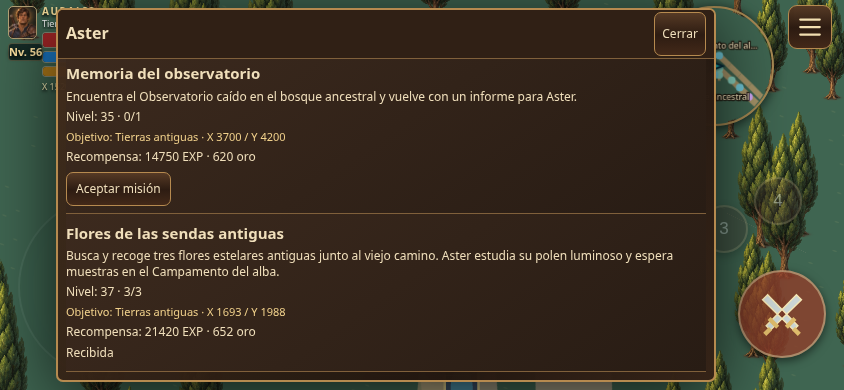 Nv. 56
Aster
Cerrar
Memoria del observatorio
Encuentra el Observatorio caído en el bosque ancestral y vuelve con un informe para Aster.
Nivel: 35 · 0/1
Objetivo: Tierras antiguas · X 3700 / Y 4200
Recompensa: 14750 EXP · 620 oro
Aceptar misión
Flores de las sendas antiguas
Busca y recoge tres flores estelares antiguas junto al viejo camino. Aster estudia su polen luminoso y espera
muestras en el Campamento del alba.
Nivel: 37 · 3/3
Objetivo: Tierras antiguas · X 1693 / Y 1988
Recompensa: 21420 EXP · 652 oro
Recibida
4
3